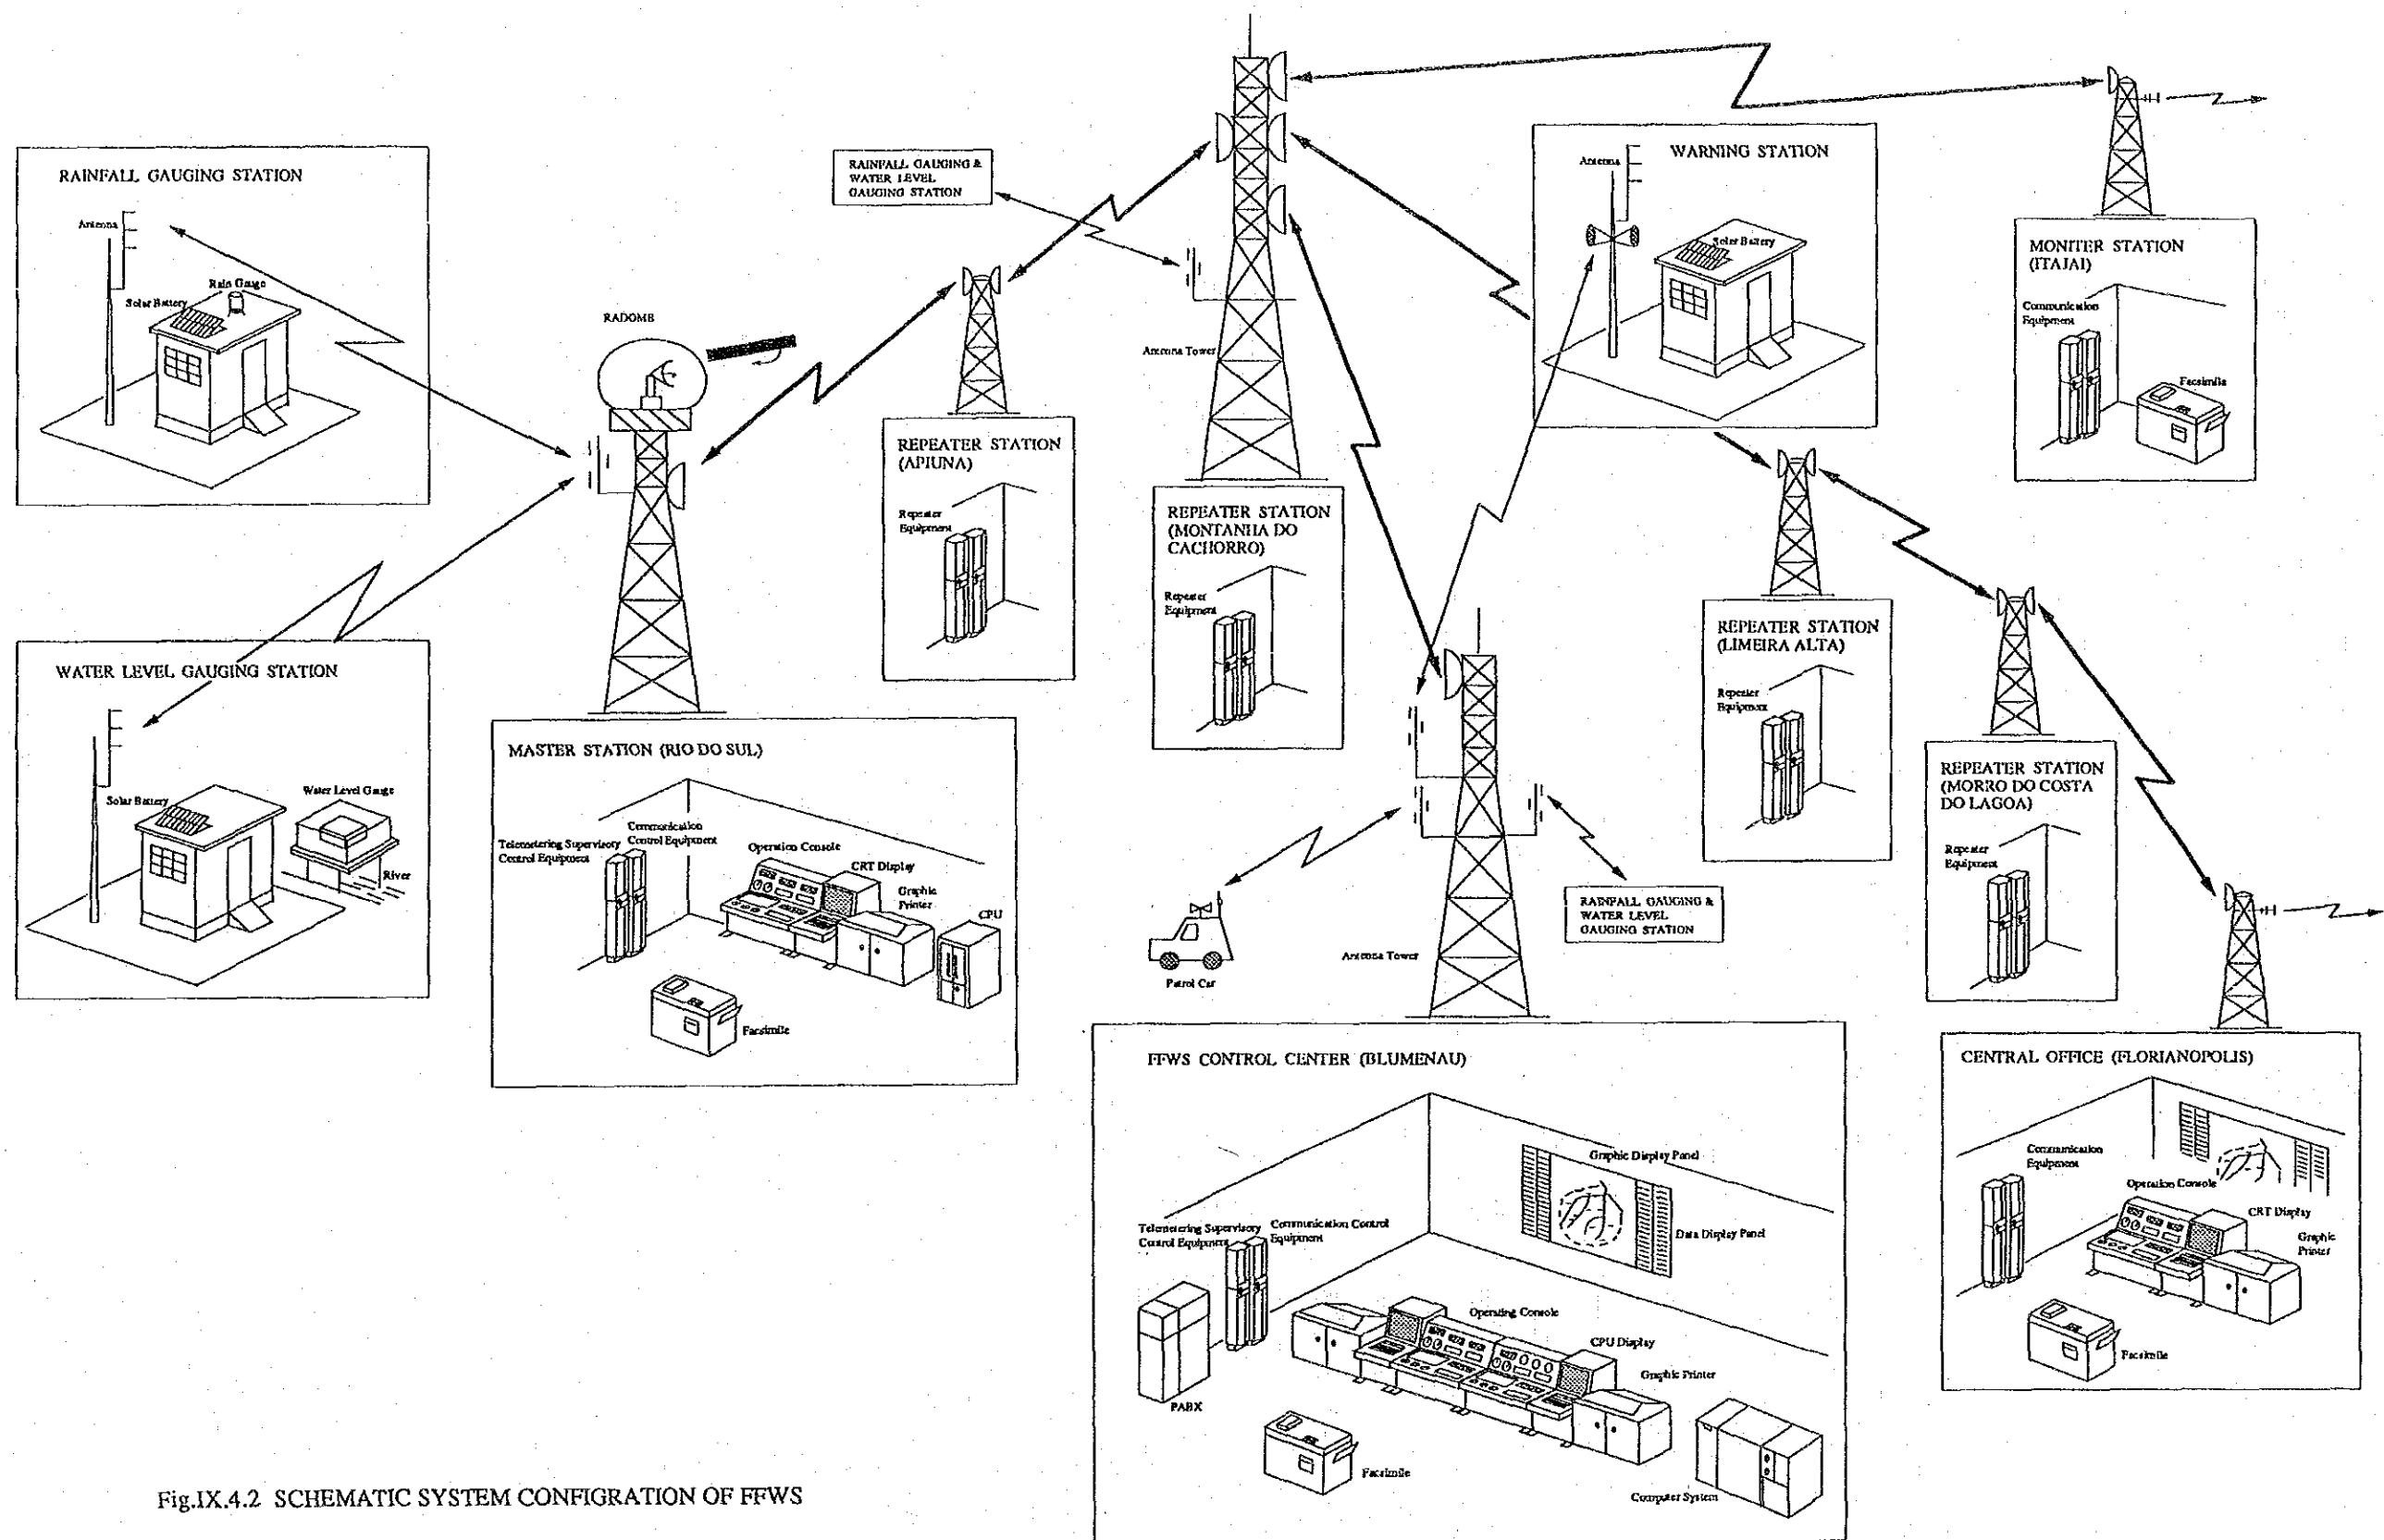 RAINFALL GAUGING STATION
Antenna
Rain Gauge
Solar Battery
WATER LEVEL GAUGING STATION
Solar Battery
Water Level Gauge
River
RADOME
MASTER STATION (RIO DO SUL)
Telemetering Supervisory
Control Equipment
Communication
Control Equipment
Operation Console
CRT Display
Graphic
Printer
CPU
Facsimile
REPEATER STATION
(APIUNA)
Repeater
Equipment
RAINFALL GAUGING &
WATER LEVEL
GAUGING STATION
Antenna Tower
REPEATER STATION
(MONTANHA DO
CACHORRO)
Repeater
Equipment
WARNING STATION
Antenna
Solar Battery
MONITER STATION
(ITAJAI)
Communication
Equipment
Facsimile
REPEATER STATION
(LIMEIRA ALTA)
Repeater
Equipment
REPEATER STATION
(MORRO DO COSTA
DO LAGOA)
Repeater
Equipment
Patrol Car
Antenna Tower
RAINFALL GAUGING &
WATER LEVEL
GAUGING STATION
FFWS CONTROL CENTER (BLUMENAU)
Graphic Display Panel
Data Display Panel
Telemetering Supervisory
Control Equipment
Communication Control
Equipment
Operating Console
CPU Display
Graphic Printer
PABX
Facsimile
Computer System
CENTRAL OFFICE (FLORIANOPOLIS)
Communication
Equipment
Operation Console
CRT Display
Graphic
Printer
Facsimile
Fig.IX.4.2 SCHEMATIC SYSTEM CONFIGRATION OF FFWS